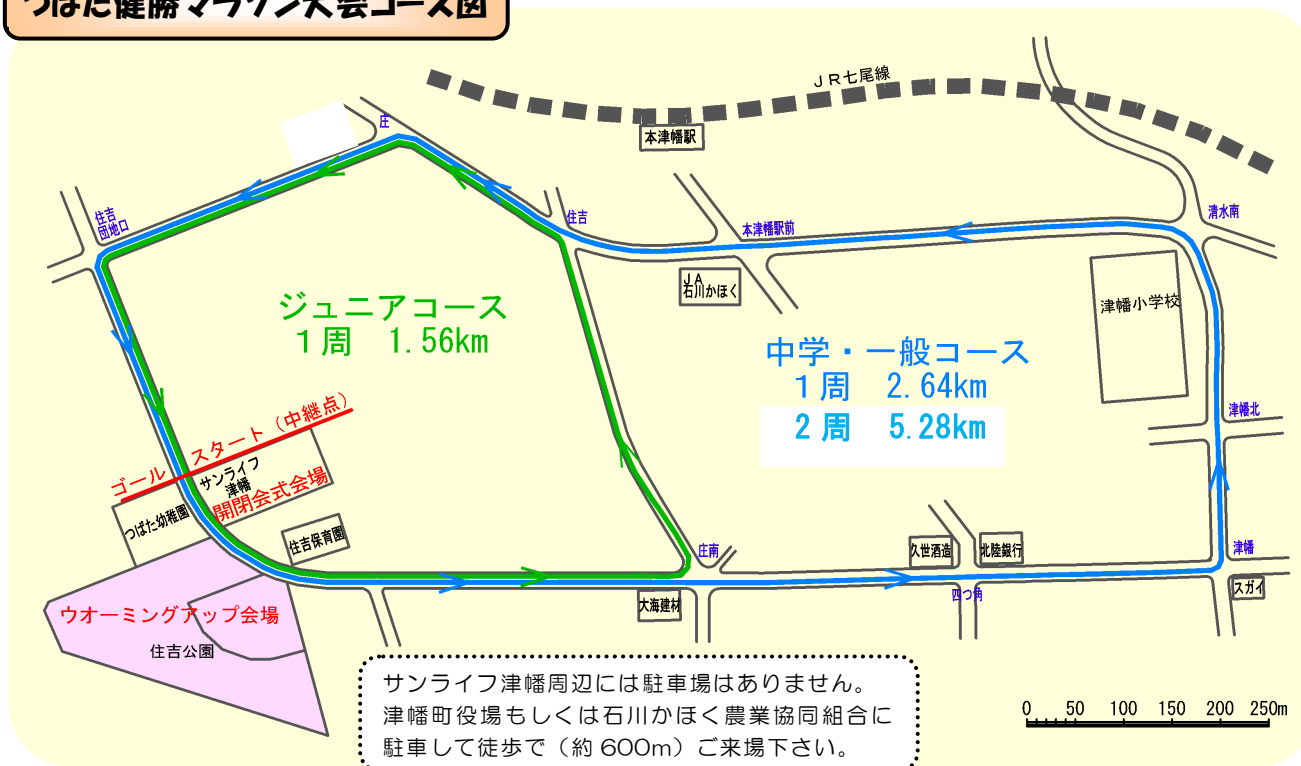 つばた健勝マラソン大会コース図
JR七尾線
本津幡駅
庄
住吉
団地口
住吉
本津幡駅前
清水南
JA
石川かほく
津幡小学校
ジュニアコース
1周 1.56km
中学・一般コース
1周 2.64km
2周 5.28km
津幡北
ゴール スタート(中継点)
サンライフ
津幡
開閉会式会場
つばた幼稚園
住吉保育園
庄南
久世酒造
北陸銀行
津幡
四つ角
スガイ
大海建材
ウオーミングアップ会場
住吉公園
サンライフ津幡周辺には駐車場はありません。
津幡町役場もしくは石川かほく農業協同組合に
駐車して徒歩で(約600m)ご来場下さい。
0 50 100 150 200 250m